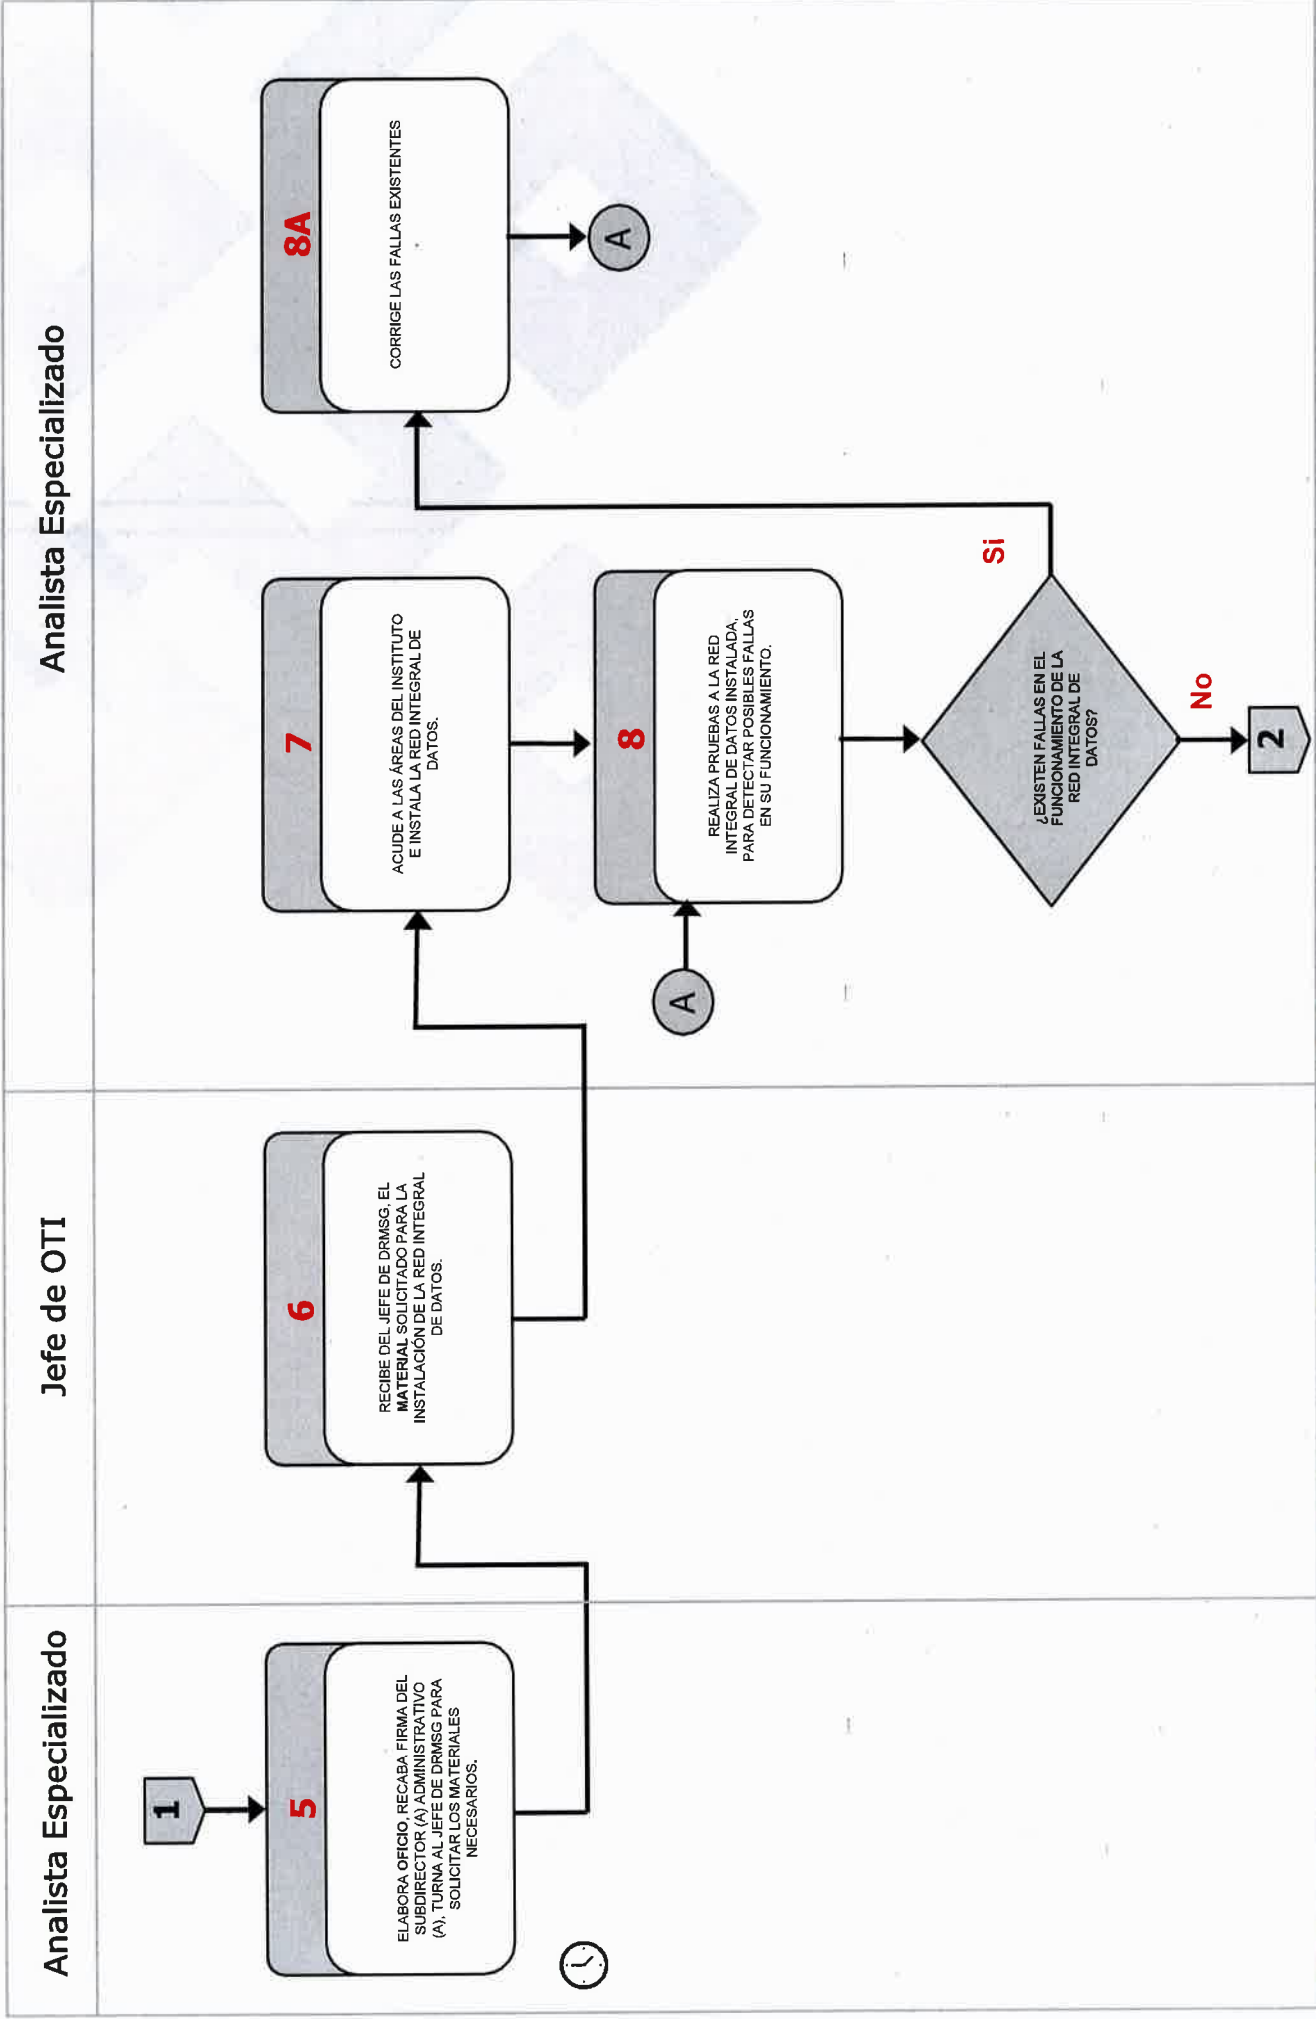 Analista Especializado
Jefe de OTI
Analista Especializado
1
5
ELABORA OFICIO, RECABA FIRMA DEL
SUBDIRECTOR (A) ADMINISTRATIVO
(A), TURNA AL JEFE DE DRMSG PARA
SOLICITAR LOS MATERIALES
NECESARIOS.
6
RECIBE DEL JEFE DE DRMSG, EL
MATERIAL SOLICITADO PARA LA
INSTALACIÓN DE LA RED INTEGRAL
DE DATOS.
7
ACUDE A LAS ÁREAS DEL INSTITUTO
E INSTALA LA RED INTEGRAL DE
DATOS.
A
8
REALIZA PRUEBAS A LA RED
INTEGRAL DE DATOS INSTALADA,
PARA DETECTAR POSIBLES FALLAS
EN SU FUNCIONAMIENTO.
¿EXISTEN FALLAS EN EL
FUNCIONAMIENTO DE LA
RED INTEGRAL DE
DATOS?
Si
No
2
8A
CORRIGE LAS FALLAS EXISTENTES
A